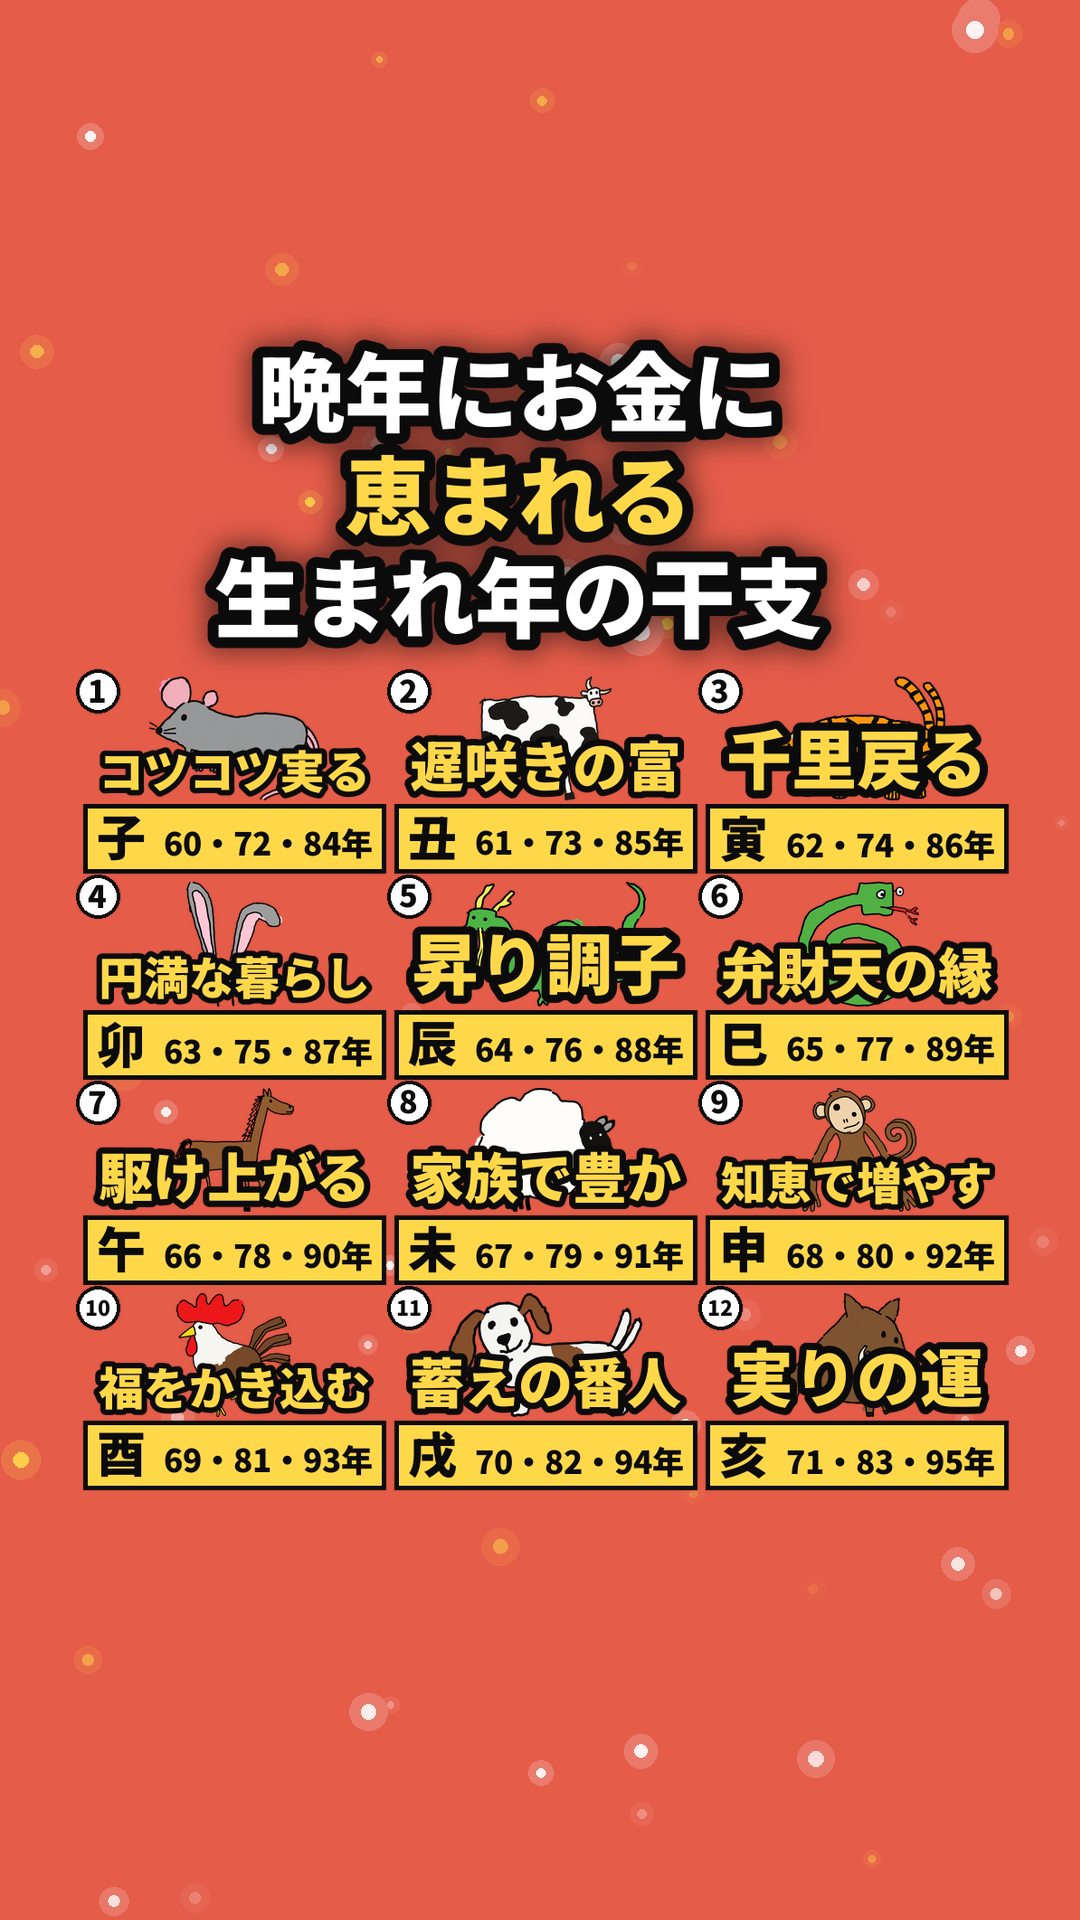 晩年にお金に
恵まれる
生まれ年の干支
1 2 3
コツコツ実る 遅咲きの富 千里戻る
子 60・72・84年 丑 61・73・85年 寅 62・74・86年
4 5 6
円満な暮らし 昇り調子 弁財天の縁
卯 63・75・87年 辰 64・76・88年 巳 65・77・89年
7 8 9
駆け上がる 家族で豊か 知恵で増やす
午 66・78・90年 未 67・79・91年 申 68・80・92年
10 11 12
福をかき込む 蓄えの番人 実りの運
酉 69・81・93年 戌 70・82・94年 亥 71・83・95年